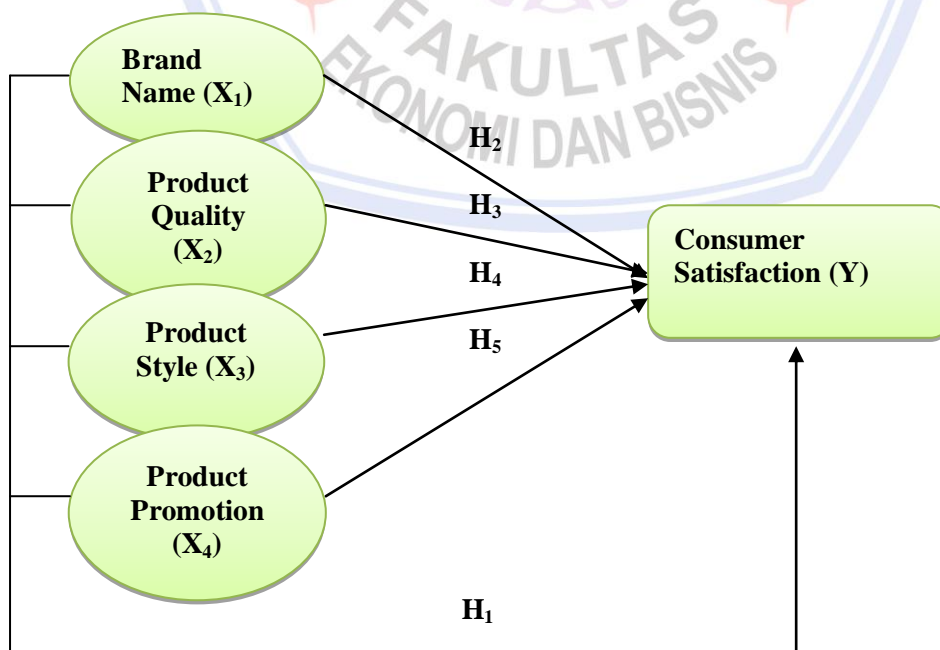 FAKULTAS
EKONOMI DAN BISNIS
Brand
Name (X₁)
H₂
Product
Quality
(X₂)
H₃
Consumer
Satisfaction (Y)
H₄
Product
Style (X₃)
H₅
Product
Promotion
(X₄)
H₁